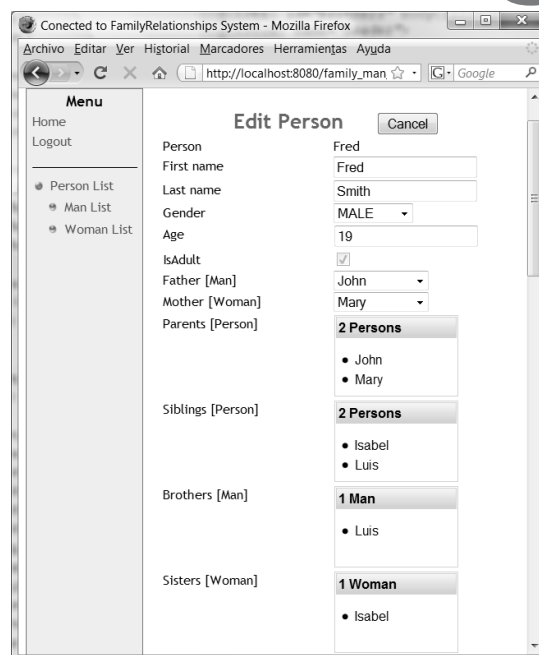 Conected to FamilyRelationships System - Mozilla Firefox
Archivo Editar Ver Historial Marcadores Herramientas Ayuda
http://localhost:8080/family_man
G Google
Menu
Home
Logout
Person List
Man List
Woman List
Edit Person
Cancel
Person Fred
First name Fred
Last name Smith
Gender MALE
Age 19
IsAdult
Father [Man] John
Mother [Woman] Mary
Parents [Person] 2 Persons
John
Mary
Siblings [Person] 2 Persons
Isabel
Luis
Brothers [Man] 1 Man
Luis
Sisters [Woman] 1 Woman
Isabel